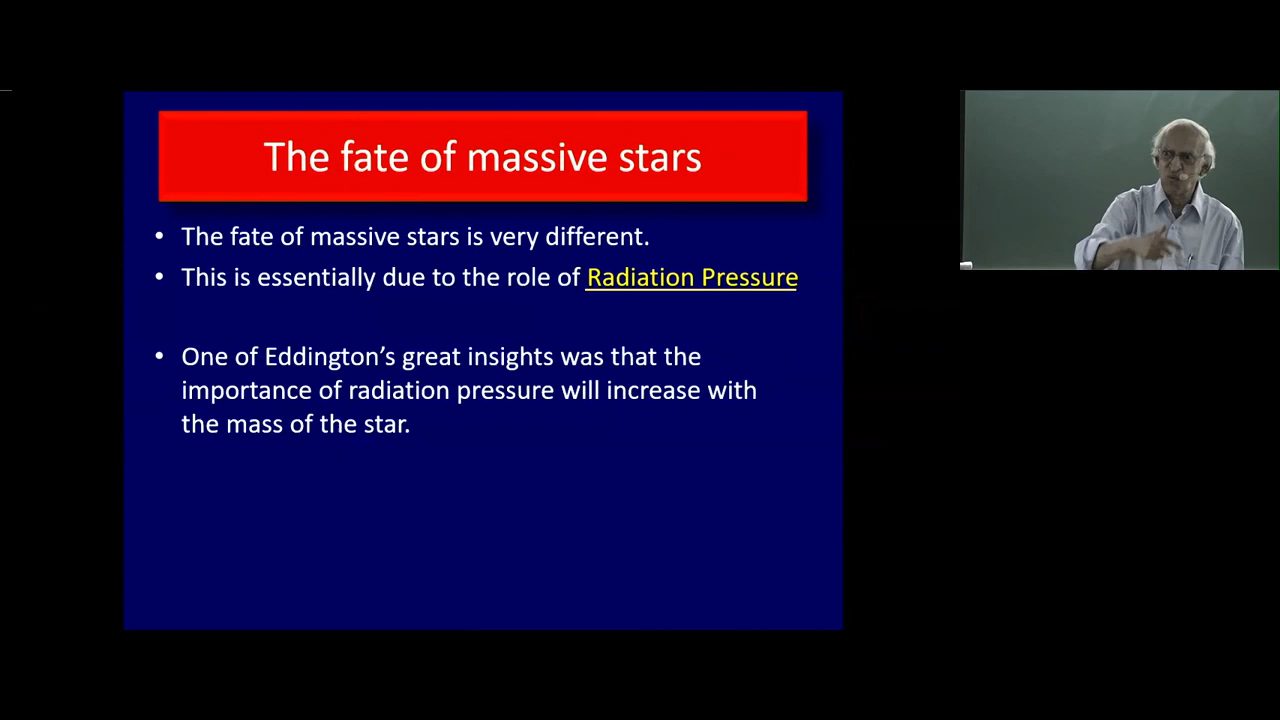 The fate of massive stars
• The fate of massive stars is very different.
• This is essentially due to the role of Radiation Pressure
• One of Eddington’s great insights was that the
importance of radiation pressure will increase with
the mass of the star.